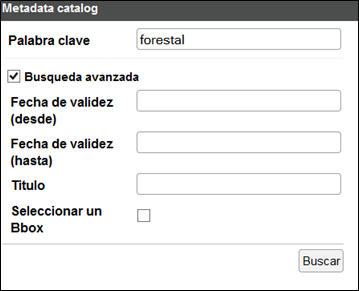 Metadata catalog
Palabra clave forestal
Busqueda avanzada
Fecha de validez
(desde)
Fecha de validez
(hasta)
Titulo
Seleccionar un
Bbox
Buscar